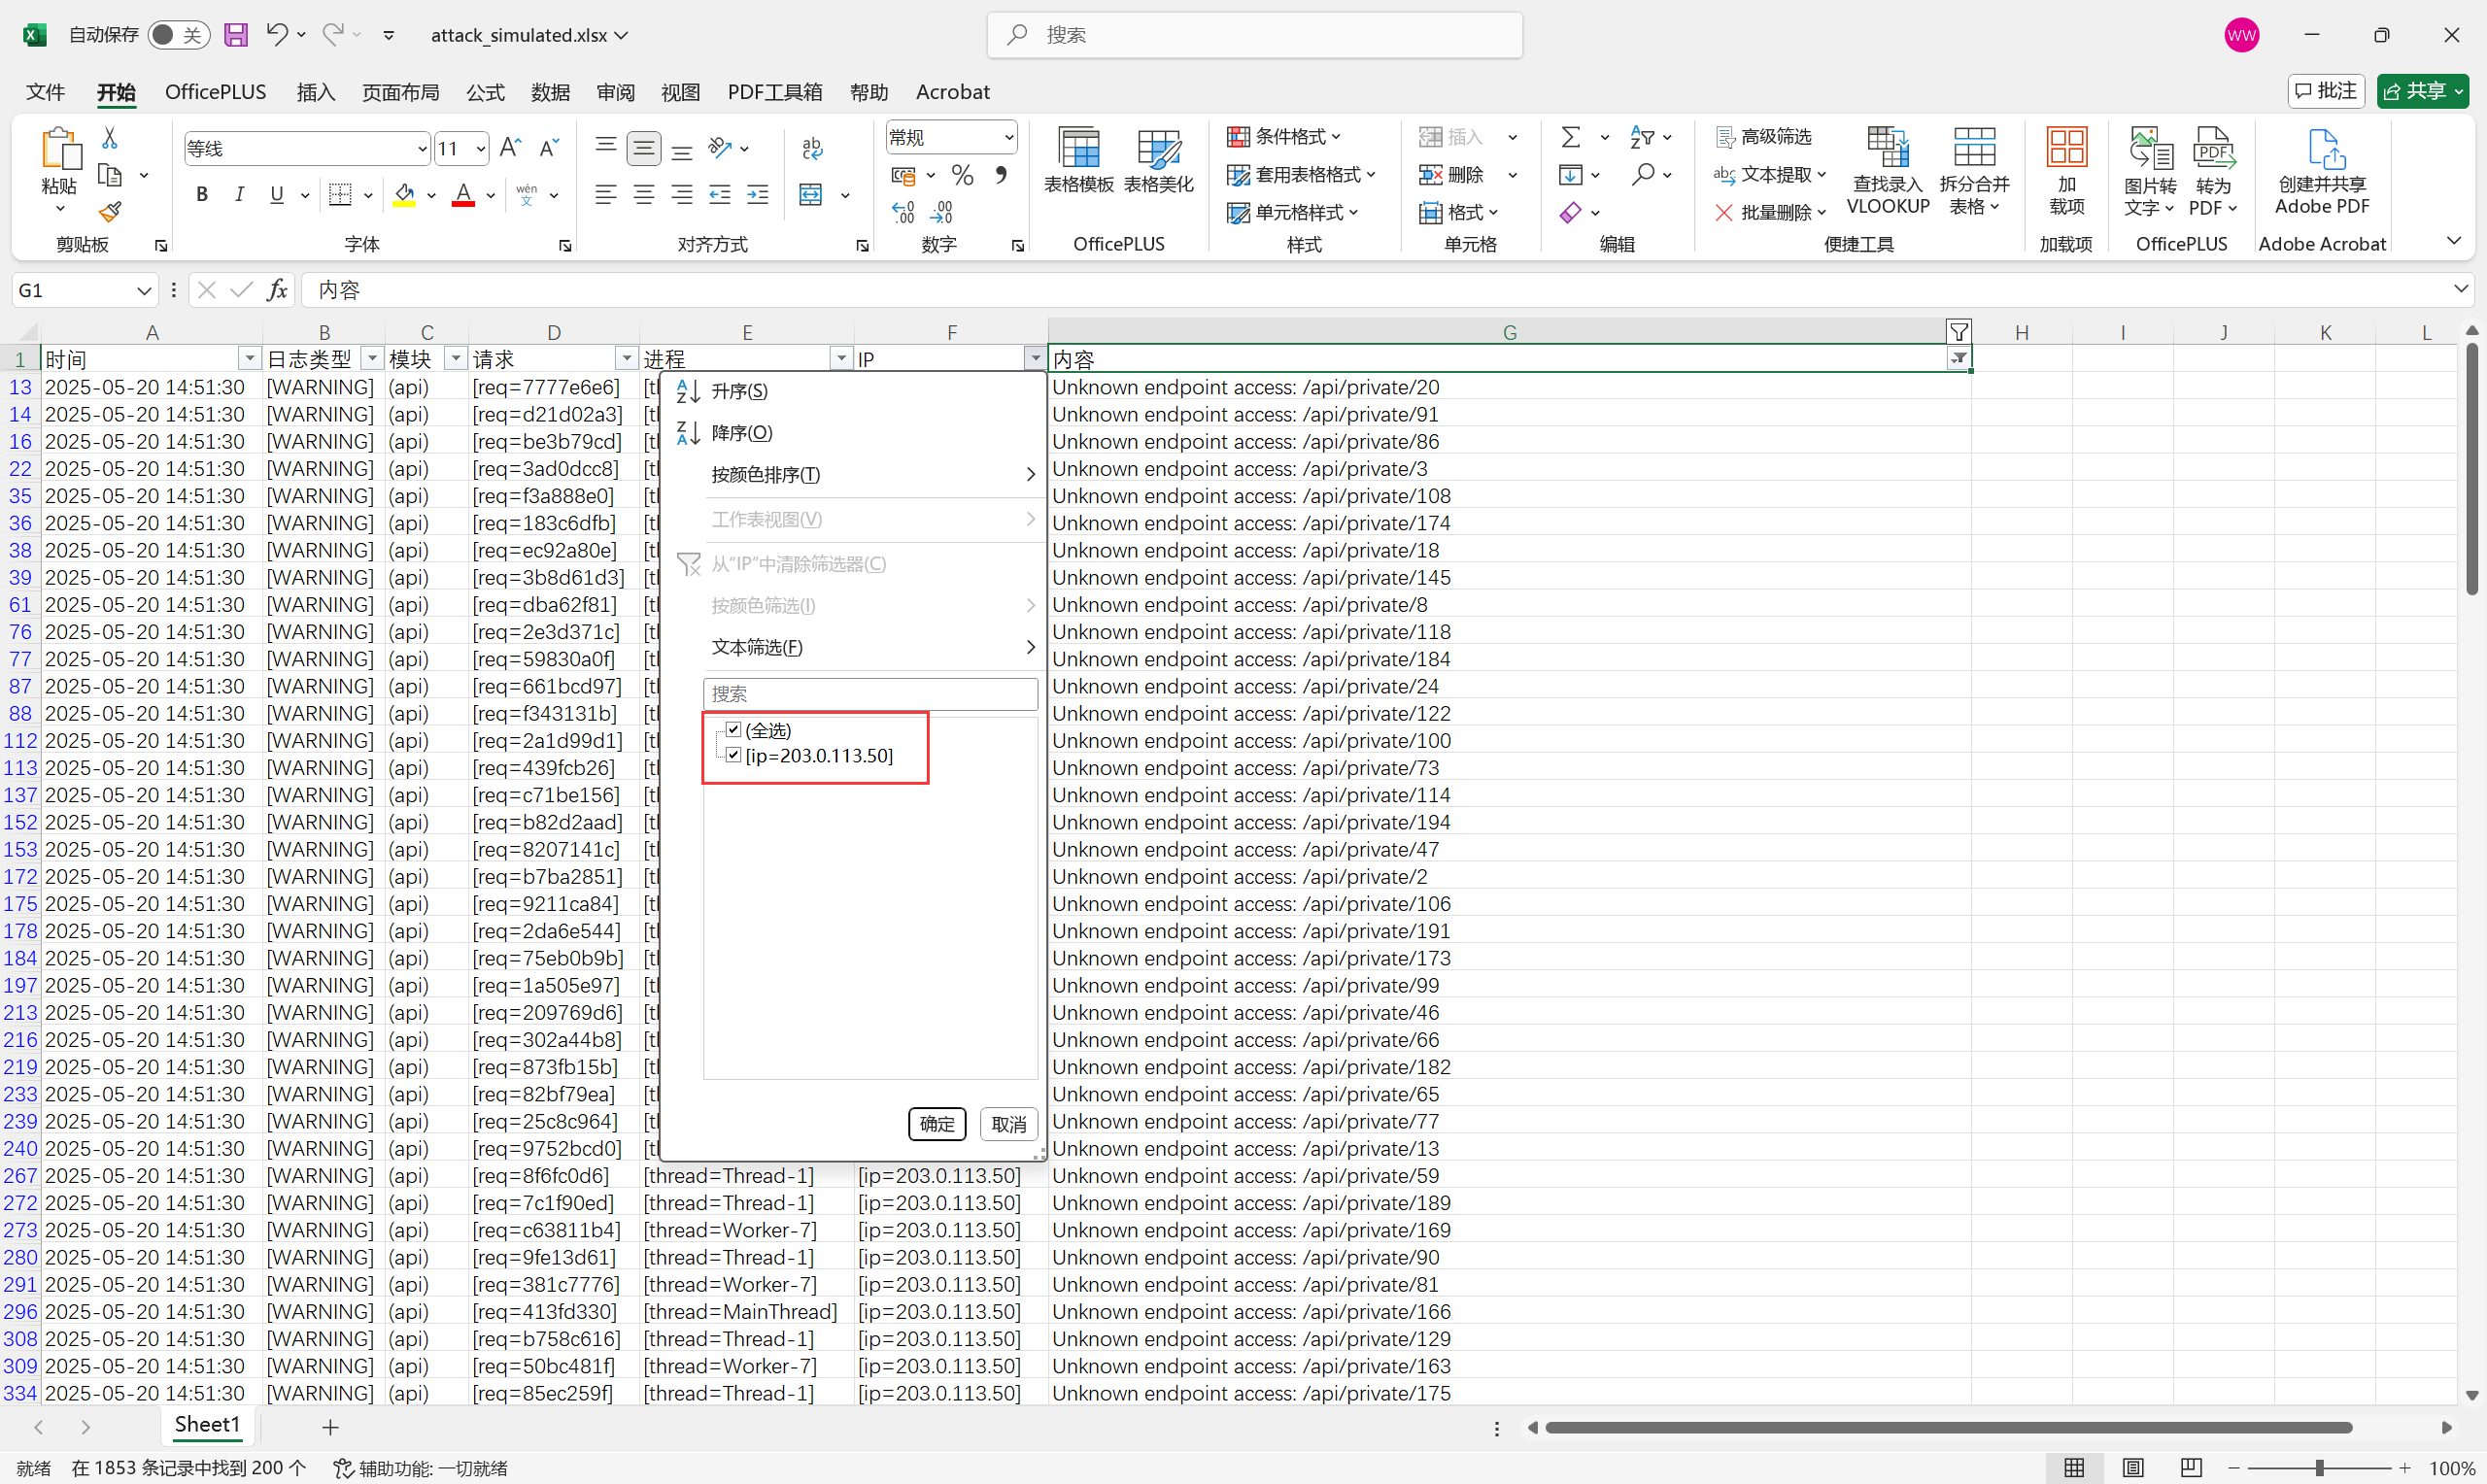 自动保存 关 attack_simulated.xlsx 搜索 WW
文件 开始 OfficePLUS 插入 页面布局 公式 数据 审阅 视图 PDF工具箱 帮助 Acrobat 批注 共享
粘贴
剪贴板
等线 11
B I U A wén 文
字体
ab
对齐方式
常规
% .00
数字
表格模板 表格美化
OfficePLUS
条件格式
套用表格格式
单元格样式
样式
插入
删除
格式
单元格
编辑
高级筛选
文本提取
批量删除
查找录入 VLOOKUP
拆分合并 表格
便捷工具
加载项
加载项
图片转文字
转为 PDF
OfficePLUS
创建并共享 Adobe PDF
Adobe Acrobat
G1 fx 内容
A B C D E F G H I J K L
1 时间 日志类型 模块 请求 进程 IP 内容
13 2025-05-20 14:51:30 [WARNING] (api) [req=7777e6e6] Unknown endpoint access: /api/private/20
14 2025-05-20 14:51:30 [WARNING] (api) [req=d21d02a3] Unknown endpoint access: /api/private/91
16 2025-05-20 14:51:30 [WARNING] (api) [req=be3b79cd] Unknown endpoint access: /api/private/86
22 2025-05-20 14:51:30 [WARNING] (api) [req=3ad0dcc8] Unknown endpoint access: /api/private/3
35 2025-05-20 14:51:30 [WARNING] (api) [req=f3a888e0] Unknown endpoint access: /api/private/108
36 2025-05-20 14:51:30 [WARNING] (api) [req=183c6dfb] Unknown endpoint access: /api/private/174
38 2025-05-20 14:51:30 [WARNING] (api) [req=ec92a80e] Unknown endpoint access: /api/private/18
39 2025-05-20 14:51:30 [WARNING] (api) [req=3b8d61d3] Unknown endpoint access: /api/private/145
61 2025-05-20 14:51:30 [WARNING] (api) [req=dba62f81] Unknown endpoint access: /api/private/8
76 2025-05-20 14:51:30 [WARNING] (api) [req=2e3d371c] Unknown endpoint access: /api/private/118
77 2025-05-20 14:51:30 [WARNING] (api) [req=59830a0f] Unknown endpoint access: /api/private/184
87 2025-05-20 14:51:30 [WARNING] (api) [req=661bcd97] Unknown endpoint access: /api/private/24
88 2025-05-20 14:51:30 [WARNING] (api) [req=f343131b] Unknown endpoint access: /api/private/122
112 2025-05-20 14:51:30 [WARNING] (api) [req=2a1d99d1] Unknown endpoint access: /api/private/100
113 2025-05-20 14:51:30 [WARNING] (api) [req=439fcb26] Unknown endpoint access: /api/private/73
137 2025-05-20 14:51:30 [WARNING] (api) [req=c71be156] Unknown endpoint access: /api/private/114
152 2025-05-20 14:51:30 [WARNING] (api) [req=b82d2aad] Unknown endpoint access: /api/private/194
153 2025-05-20 14:51:30 [WARNING] (api) [req=8207141c] Unknown endpoint access: /api/private/47
172 2025-05-20 14:51:30 [WARNING] (api) [req=b7ba2851] Unknown endpoint access: /api/private/2
175 2025-05-20 14:51:30 [WARNING] (api) [req=9211ca84] Unknown endpoint access: /api/private/106
178 2025-05-20 14:51:30 [WARNING] (api) [req=2da6e544] Unknown endpoint access: /api/private/191
184 2025-05-20 14:51:30 [WARNING] (api) [req=75eb0b9b] Unknown endpoint access: /api/private/173
197 2025-05-20 14:51:30 [WARNING] (api) [req=1a505e97] Unknown endpoint access: /api/private/99
213 2025-05-20 14:51:30 [WARNING] (api) [req=209769d6] Unknown endpoint access: /api/private/46
216 2025-05-20 14:51:30 [WARNING] (api) [req=302a44b8] Unknown endpoint access: /api/private/66
219 2025-05-20 14:51:30 [WARNING] (api) [req=873fb15b] Unknown endpoint access: /api/private/182
233 2025-05-20 14:51:30 [WARNING] (api) [req=82bf79ea] Unknown endpoint access: /api/private/65
239 2025-05-20 14:51:30 [WARNING] (api) [req=25c8c964] Unknown endpoint access: /api/private/77
240 2025-05-20 14:51:30 [WARNING] (api) [req=9752bcd0] Unknown endpoint access: /api/private/13
267 2025-05-20 14:51:30 [WARNING] (api) [req=8f6fc0d6] [thread=Thread-1] [ip=203.0.113.50] Unknown endpoint access: /api/private/59
272 2025-05-20 14:51:30 [WARNING] (api) [req=7c1f90ed] [thread=Thread-1] [ip=203.0.113.50] Unknown endpoint access: /api/private/189
273 2025-05-20 14:51:30 [WARNING] (api) [req=c63811b4] [thread=Worker-7] [ip=203.0.113.50] Unknown endpoint access: /api/private/169
280 2025-05-20 14:51:30 [WARNING] (api) [req=9fe13d61] [thread=Thread-1] [ip=203.0.113.50] Unknown endpoint access: /api/private/90
291 2025-05-20 14:51:30 [WARNING] (api) [req=381c7776] [thread=Worker-7] [ip=203.0.113.50] Unknown endpoint access: /api/private/81
296 2025-05-20 14:51:30 [WARNING] (api) [req=413fd330] [thread=MainThread] [ip=203.0.113.50] Unknown endpoint access: /api/private/166
308 2025-05-20 14:51:30 [WARNING] (api) [req=b758c616] [thread=Thread-1] [ip=203.0.113.50] Unknown endpoint access: /api/private/129
309 2025-05-20 14:51:30 [WARNING] (api) [req=50bc481f] [thread=Worker-7] [ip=203.0.113.50] Unknown endpoint access: /api/private/163
334 2025-05-20 14:51:30 [WARNING] (api) [req=85ec259f] [thread=Thread-1] [ip=203.0.113.50] Unknown endpoint access: /api/private/175
升序(S)
降序(O)
按颜色排序(T)
工作表视图(V)
从“IP”中清除筛选器(C)
按颜色筛选(I)
文本筛选(F)
搜索
(全选)
[ip=203.0.113.50]
确定 取消
Sheet1
就绪 在 1853 条记录中找到 200 个 辅助功能: 一切就绪 100%